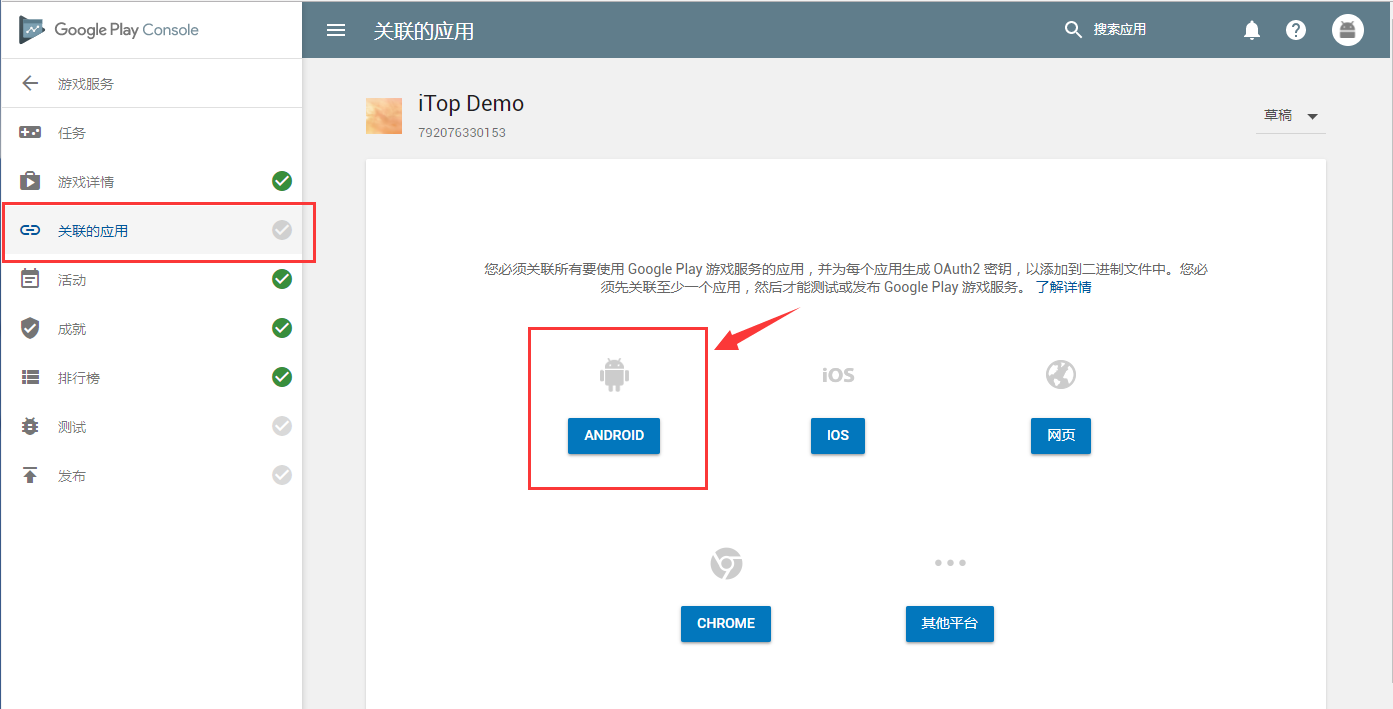 Google Play Console
关联的应用
搜索应用
游戏服务
任务
游戏详情
关联的应用
活动
成就
排行榜
测试
发布
iTop Demo
792076330153
草稿
您必须关联所有要使用 Google Play 游戏服务的应用，并为每个应用生成 OAuth2 密钥，以添加到二进制文件中。您必
须先关联至少一个应用，然后才能测试或发布 Google Play 游戏服务。 了解详情
iOS
ANDROID
IOS
网页
CHROME
其他平台